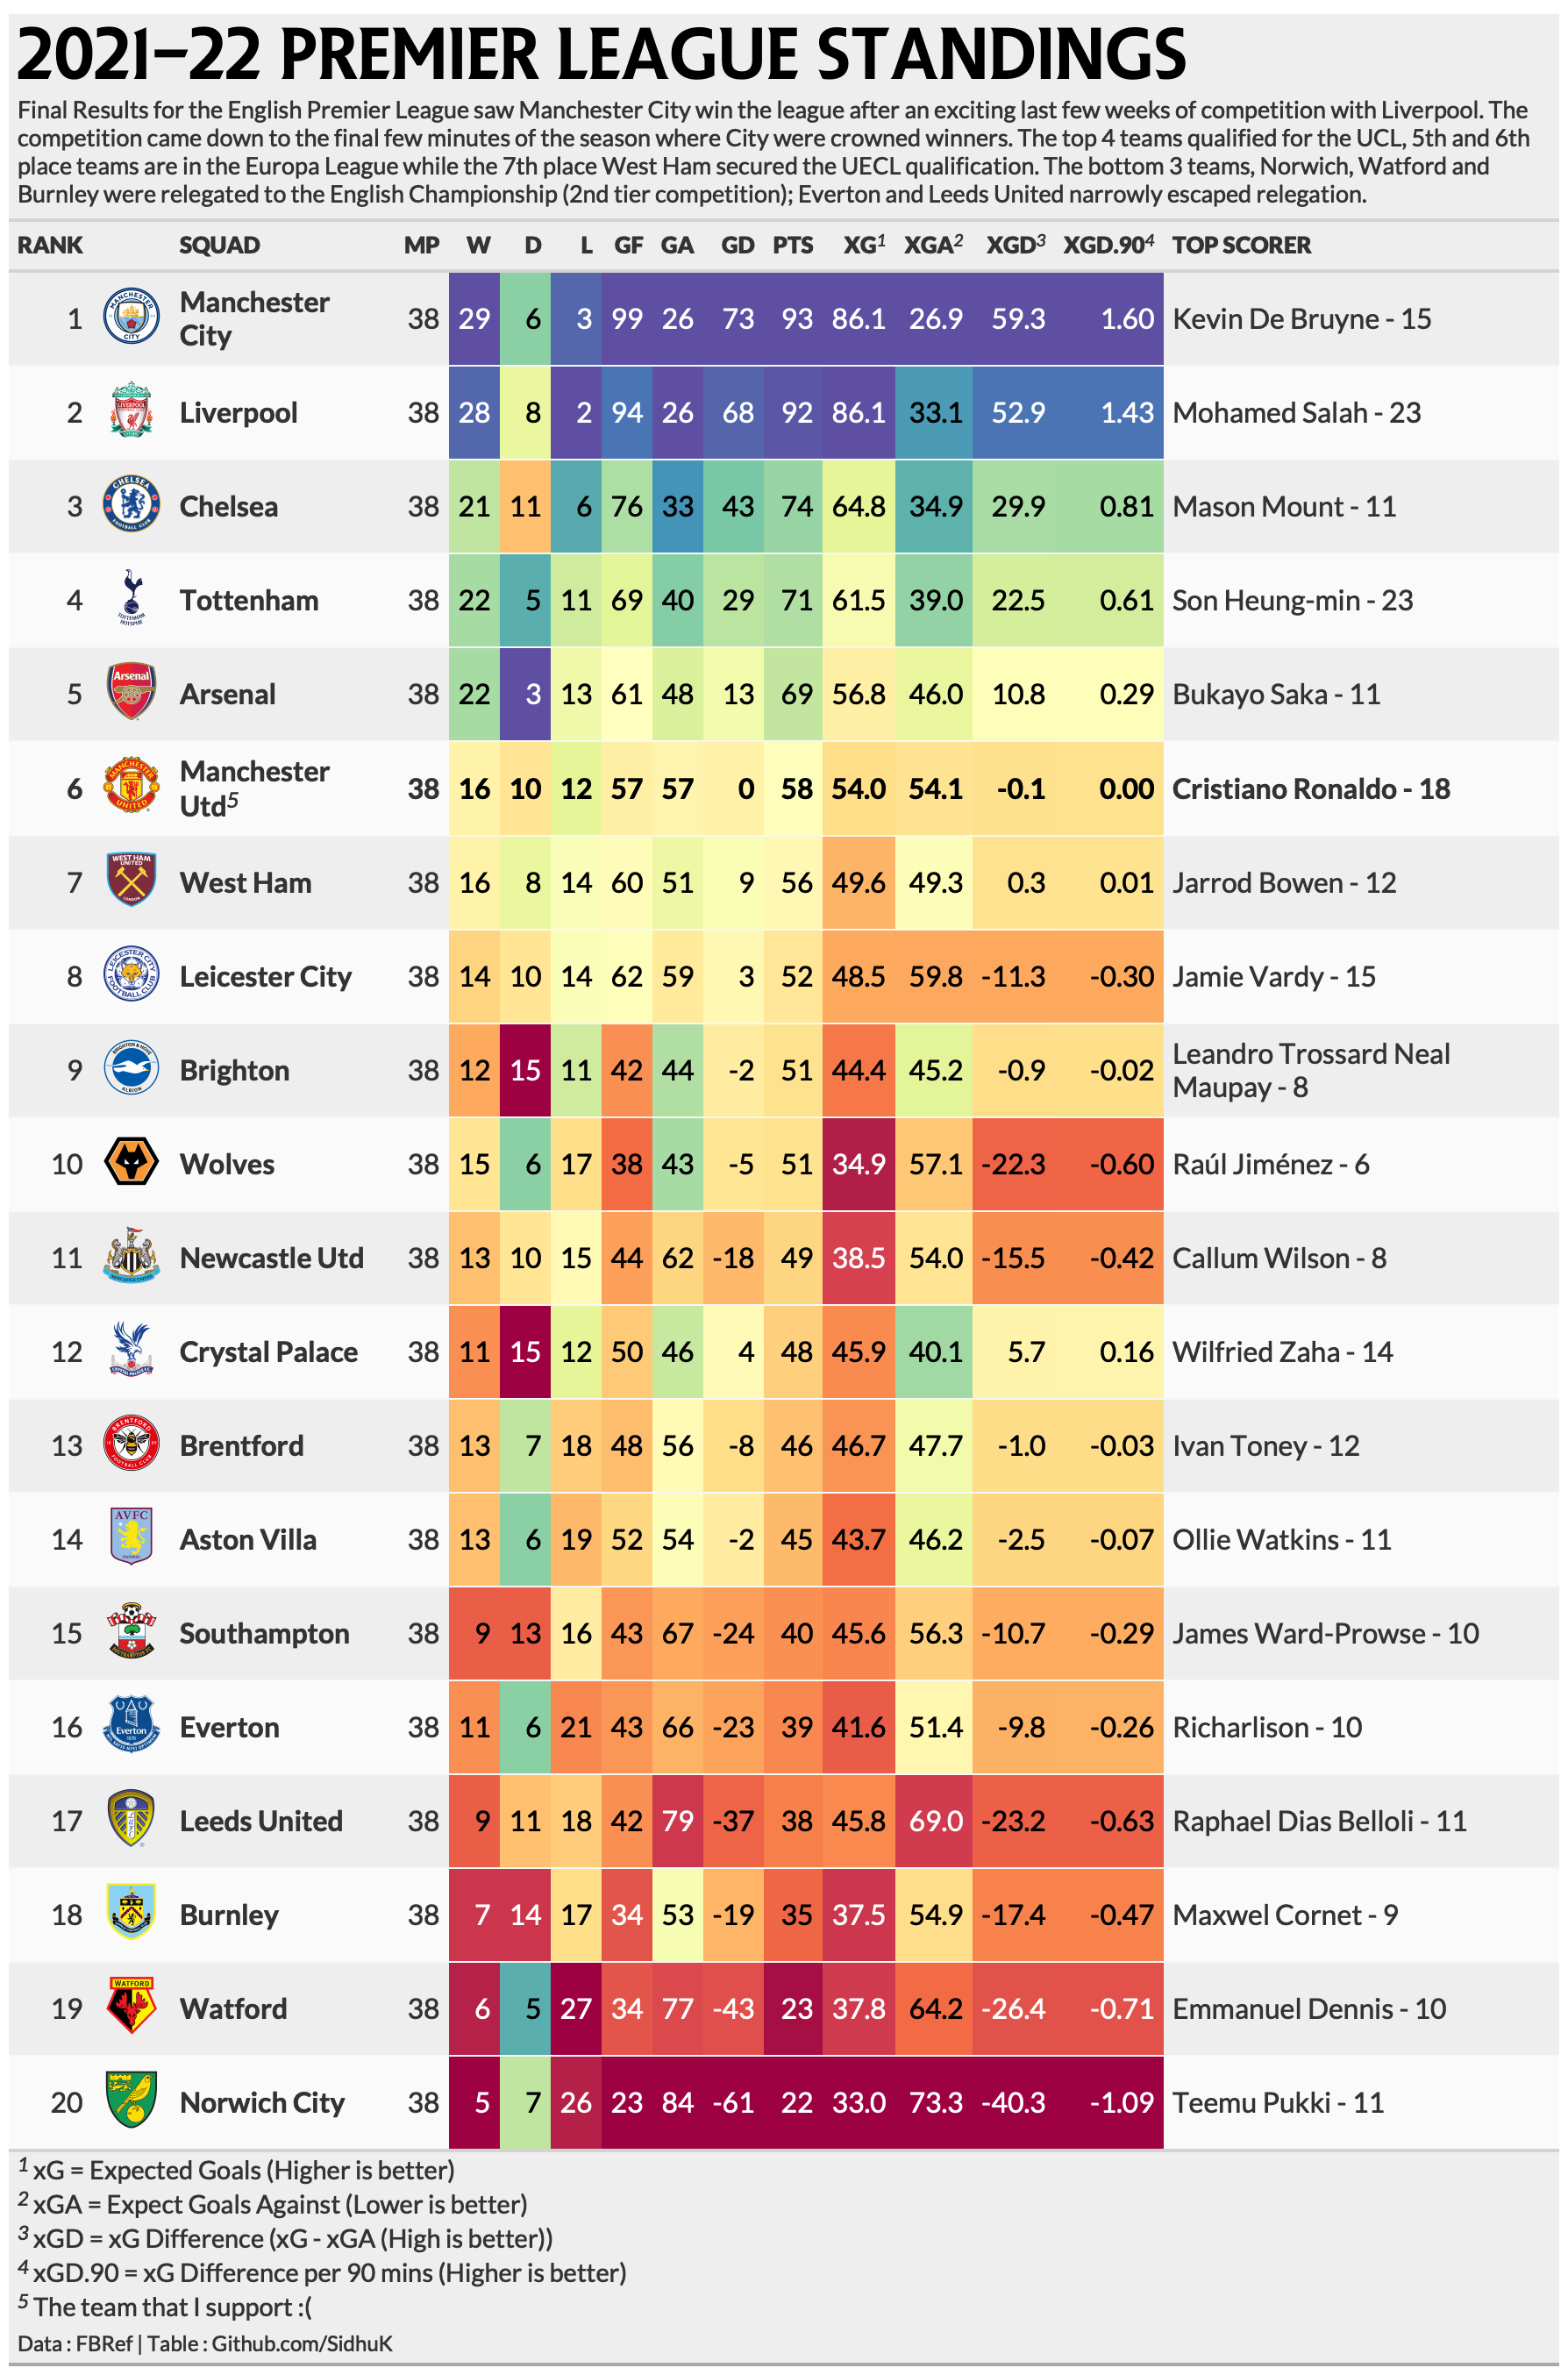 2021–22 PREMIER LEAGUE STANDINGS
Final Results for the English Premier League saw Manchester City win the league after an exciting last few weeks of competition with Liverpool. The
competition came down to the final few minutes of the season where City were crowned winners. The top 4 teams qualified for the UCL, 5th and 6th
place teams are in the Europa League while the 7th place West Ham secured the UECL qualification. The bottom 3 teams, Norwich, Watford and
Burnley were relegated to the English Championship (2nd tier competition); Everton and Leeds United narrowly escaped relegation.
RANK SQUAD MP W D L GF GA GD PTS XG1 XGA2 XGD3 XGD.904 TOP SCORER
1 Manchester City 38 29 6 3 99 26 73 93 86.1 26.9 59.3 1.60 Kevin De Bruyne - 15
2 Liverpool 38 28 8 2 94 26 68 92 86.1 33.1 52.9 1.43 Mohamed Salah - 23
3 Chelsea 38 21 11 6 76 33 43 74 64.8 34.9 29.9 0.81 Mason Mount - 11
4 Tottenham 38 22 5 11 69 40 29 71 61.5 39.0 22.5 0.61 Son Heung-min - 23
5 Arsenal 38 22 3 13 61 48 13 69 56.8 46.0 10.8 0.29 Bukayo Saka - 11
6 Manchester Utd5 38 16 10 12 57 57 0 58 54.0 54.1 -0.1 0.00 Cristiano Ronaldo - 18
7 West Ham 38 16 8 14 60 51 9 56 49.6 49.3 0.3 0.01 Jarrod Bowen - 12
8 Leicester City 38 14 10 14 62 59 3 52 48.5 59.8 -11.3 -0.30 Jamie Vardy - 15
9 Brighton 38 12 15 11 42 44 -2 51 44.4 45.2 -0.9 -0.02 Leandro Trossard Neal Maupay - 8
10 Wolves 38 15 6 17 38 43 -5 51 34.9 57.1 -22.3 -0.60 Raúl Jiménez - 6
11 Newcastle Utd 38 13 10 15 44 62 -18 49 38.5 54.0 -15.5 -0.42 Callum Wilson - 8
12 Crystal Palace 38 11 15 12 50 46 4 48 45.9 40.1 5.7 0.16 Wilfried Zaha - 14
13 Brentford 38 13 7 18 48 56 -8 46 46.7 47.7 -1.0 -0.03 Ivan Toney - 12
14 Aston Villa 38 13 6 19 52 54 -2 45 43.7 46.2 -2.5 -0.07 Ollie Watkins - 11
15 Southampton 38 9 13 16 43 67 -24 40 45.6 56.3 -10.7 -0.29 James Ward-Prowse - 10
16 Everton 38 11 6 21 43 66 -23 39 41.6 51.4 -9.8 -0.26 Richarlison - 10
17 Leeds United 38 9 11 18 42 79 -37 38 45.8 69.0 -23.2 -0.63 Raphael Dias Belloli - 11
18 Burnley 38 7 14 17 34 53 -19 35 37.5 54.9 -17.4 -0.47 Maxwel Cornet - 9
19 Watford 38 6 5 27 34 77 -43 23 37.8 64.2 -26.4 -0.71 Emmanuel Dennis - 10
20 Norwich City 38 5 7 26 23 84 -61 22 33.0 73.3 -40.3 -1.09 Teemu Pukki - 11
1 xG = Expected Goals (Higher is better)
2 xGA = Expect Goals Against (Lower is better)
3 xGD = xG Difference (xG - xGA (High is better))
4 xGD.90 = xG Difference per 90 mins (Higher is better)
5 The team that I support :(
Data : FBRef | Table : Github.com/SidhuK